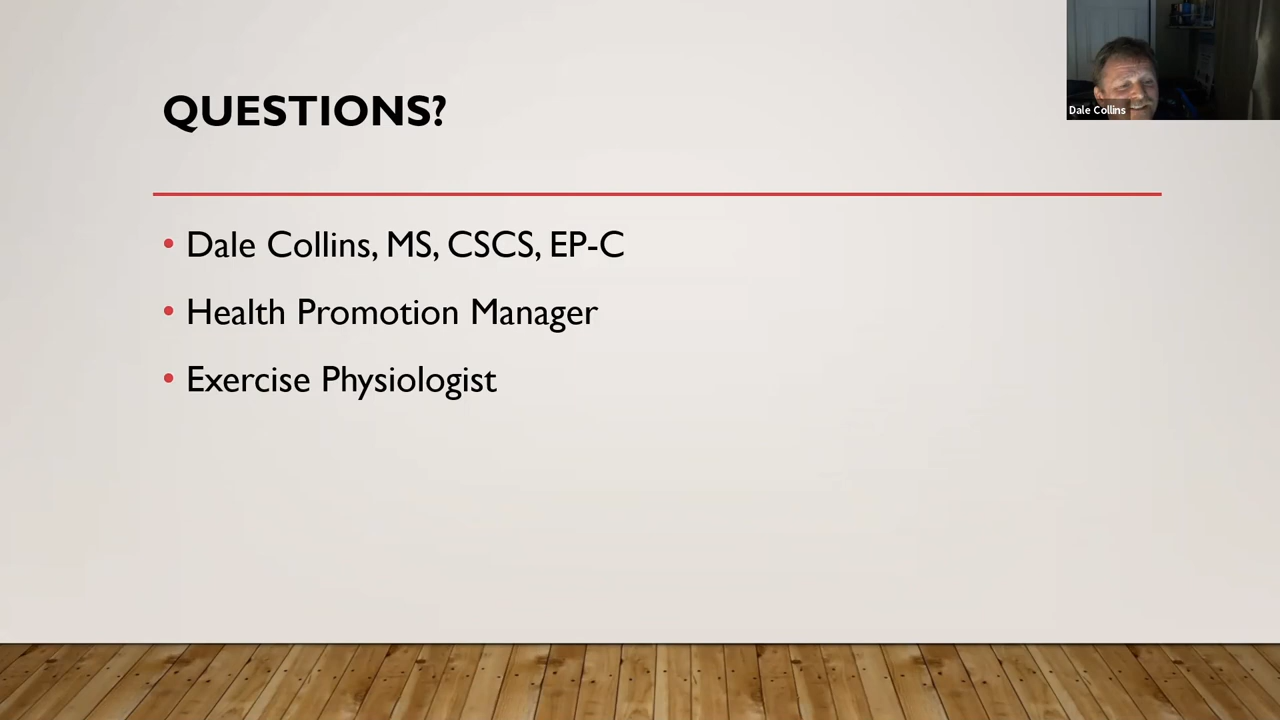 QUESTIONS?
Dale Collins
• Dale Collins, MS, CSCS, EP-C
• Health Promotion Manager
• Exercise Physiologist